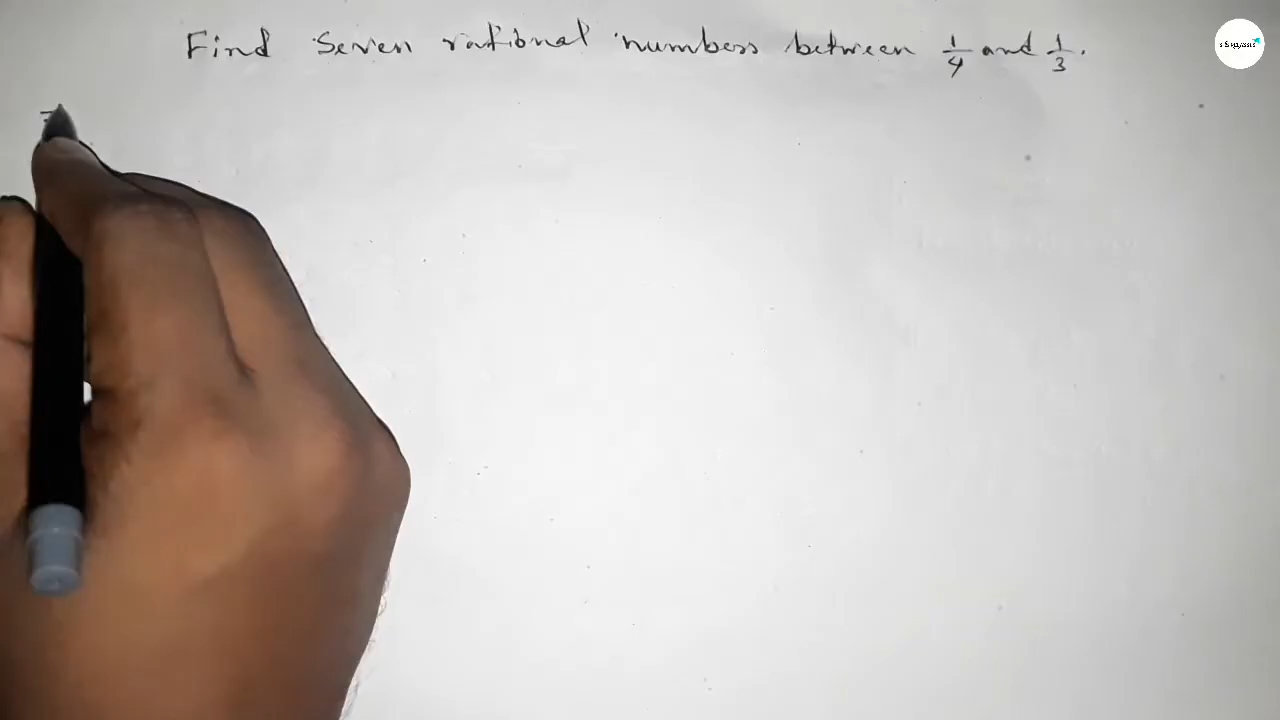 Find seven rational numbers between 1/4 and 1/3.